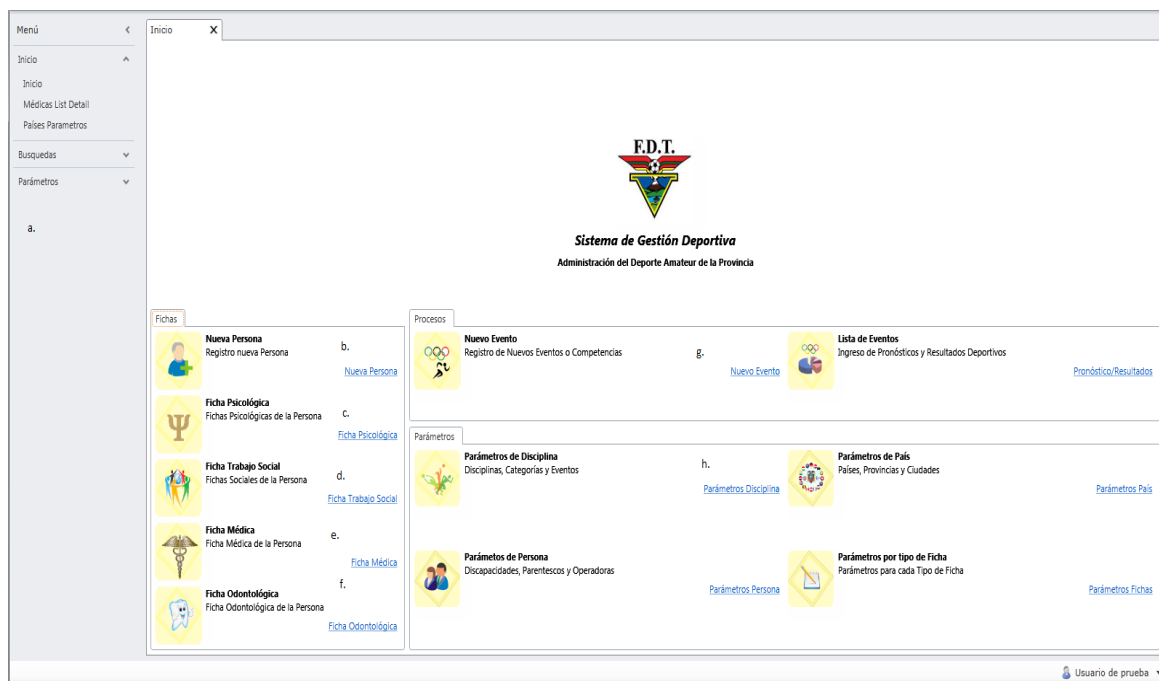 Menú
Inicio
Inicio
Médicas List Detail
Países Parametros
Busquedas
Parámetros
a.
Inicio X
F.D.T.
Sistema de Gestión Deportiva
Administración del Deporte Amateur de la Provincia
Fichas
Nueva Persona
Registro nueva Persona
b.
Nueva Persona
Ficha Psicológica
Fichas Psicológicas de la Persona
c.
Ficha Psicológica
Ficha Trabajo Social
Fichas Sociales de la Persona
d.
Ficha Trabajo Social
Ficha Médica
Ficha Médica de la Persona
e.
Ficha Médica
f.
Ficha Odontológica
Ficha Odontológica de la Persona
Ficha Odontológica
Procesos
Nuevo Evento
Registro de Nuevos Eventos o Competencias
g.
Nuevo Evento
Lista de Eventos
Ingreso de Pronósticos y Resultados Deportivos
Pronóstico/Resultados
Parámetros
Parámetros de Disciplina
Disciplinas, Categorías y Eventos
h.
Parámetros Disciplina
Parámetros de País
Países, Provincias y Ciudades
Parámetros País
Parámetos de Persona
Discapacidades, Parentescos y Operadoras
Parámetros Persona
Parámetros por tipo de Ficha
Parámetros para cada Tipo de Ficha
Parámetros Fichas
Usuario de prueba